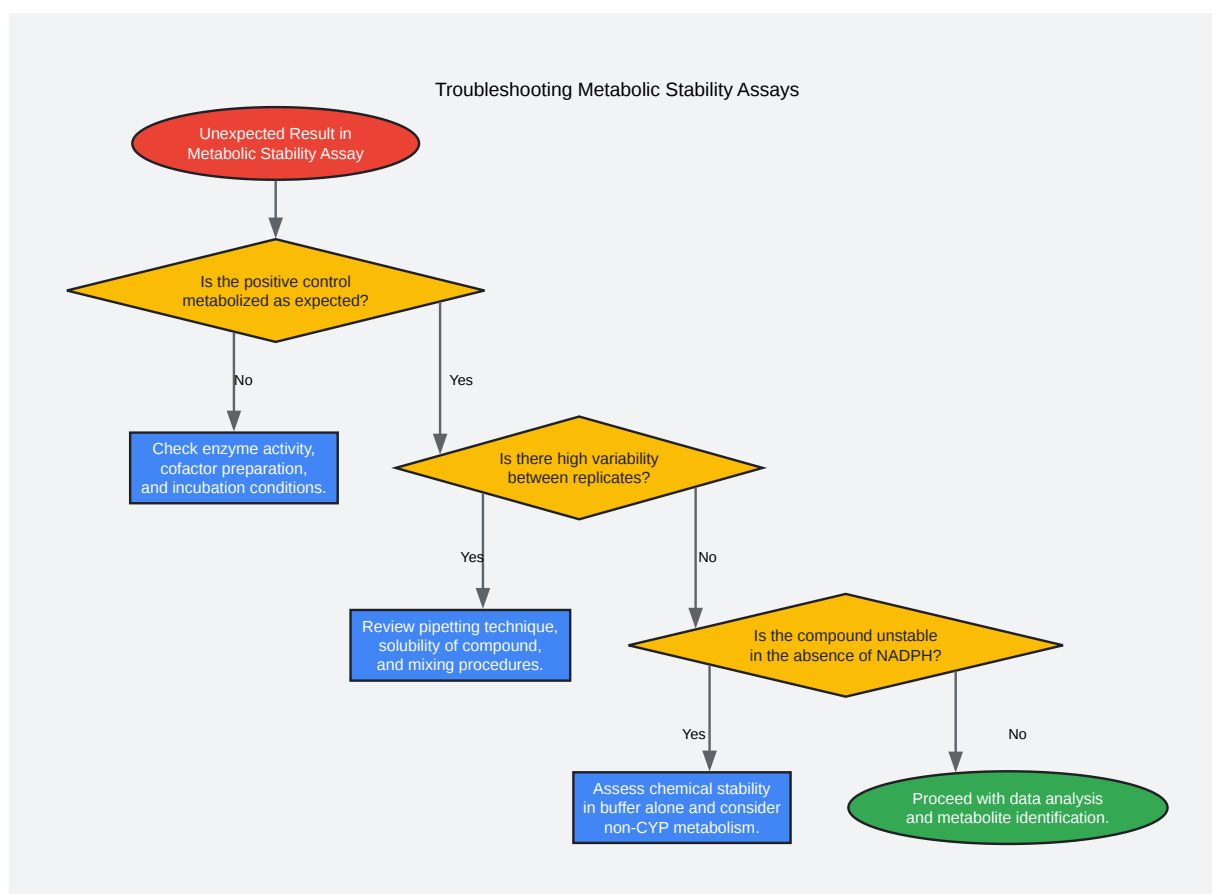 Troubleshooting Metabolic Stability Assays
Unexpected Result in
Metabolic Stability Assay
Is the positive control
metabolized as expected?
No
Yes
Check enzyme activity,
cofactor preparation,
and incubation conditions.
Is there high variability
between replicates?
Yes
No
Review pipetting technique,
solubility of compound,
and mixing procedures.
Is the compound unstable
in the absence of NADPH?
Yes
No
Assess chemical stability
in buffer alone and consider
non-CYP metabolism.
Proceed with data analysis
and metabolite identification.